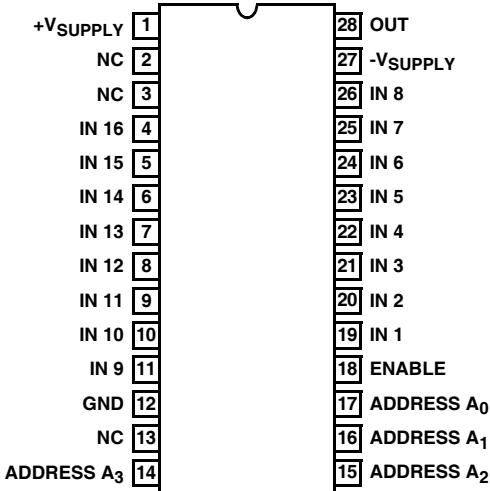 +VSUPPLY 1 28 OUT
NC 2 27 -VSUPPLY
NC 3 26 IN 8
IN 16 4 25 IN 7
IN 15 5 24 IN 6
IN 14 6 23 IN 5
IN 13 7 22 IN 4
IN 12 8 21 IN 3
IN 11 9 20 IN 2
IN 10 10 19 IN 1
IN 9 11 18 ENABLE
GND 12 17 ADDRESS A0
NC 13 16 ADDRESS A1
ADDRESS A3 14 15 ADDRESS A2